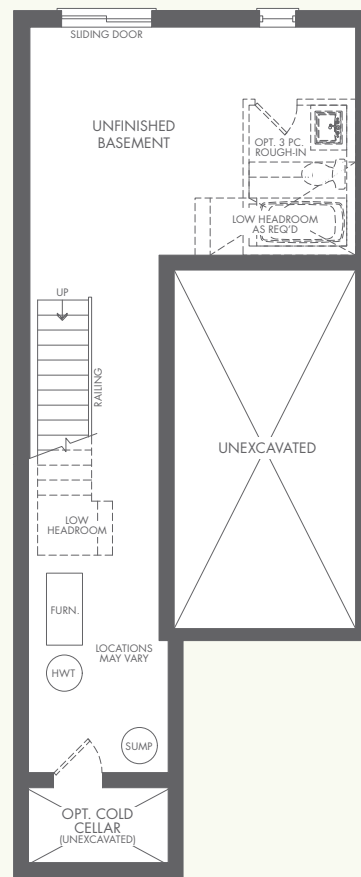 SLIDING DOOR
UNFINISHED
BASEMENT
OPT. 3 PC.
ROUGH-IN
LOW HEADROOM
AS REQ'D
UP
RAILING
UNEXCAVATED
LOW
HEADROOM
FURN.
LOCATIONS
MAY VARY
HWT
SUMP
OPT. COLD
CELLAR
(UNEXCAVATED)